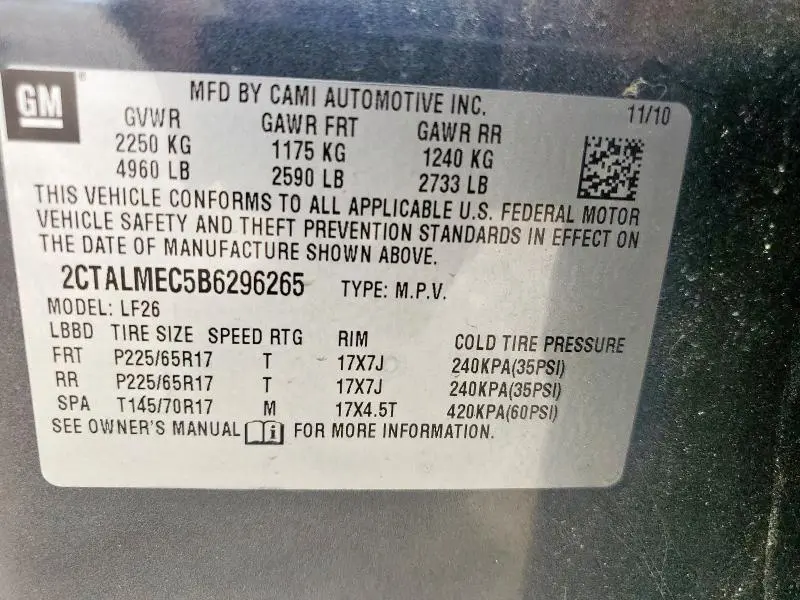 GM ®
MFD BY CAMI AUTOMOTIVE INC.
11/10
GVWR GAWR FRT GAWR RR
2250 KG 1175 KG 1240 KG
4960 LB 2590 LB 2733 LB
THIS VEHICLE CONFORMS TO ALL APPLICABLE U.S. FEDERAL MOTOR
VEHICLE SAFETY AND THEFT PREVENTION STANDARDS IN EFFECT ON
THE DATE OF MANUFACTURE SHOWN ABOVE.
2CTALMEC5B6296265 TYPE: M.P.V.
MODEL: LF26
LBBD TIRE SIZE SPEED RTG RIM COLD TIRE PRESSURE
FRT P225/65R17 T 17X7J 240KPA(35PSI)
RR P225/65R17 T 17X7J 240KPA(35PSI)
SPA T145/70R17 M 17X4.5T 420KPA(60PSI)
SEE OWNER'S MANUAL i FOR MORE INFORMATION.